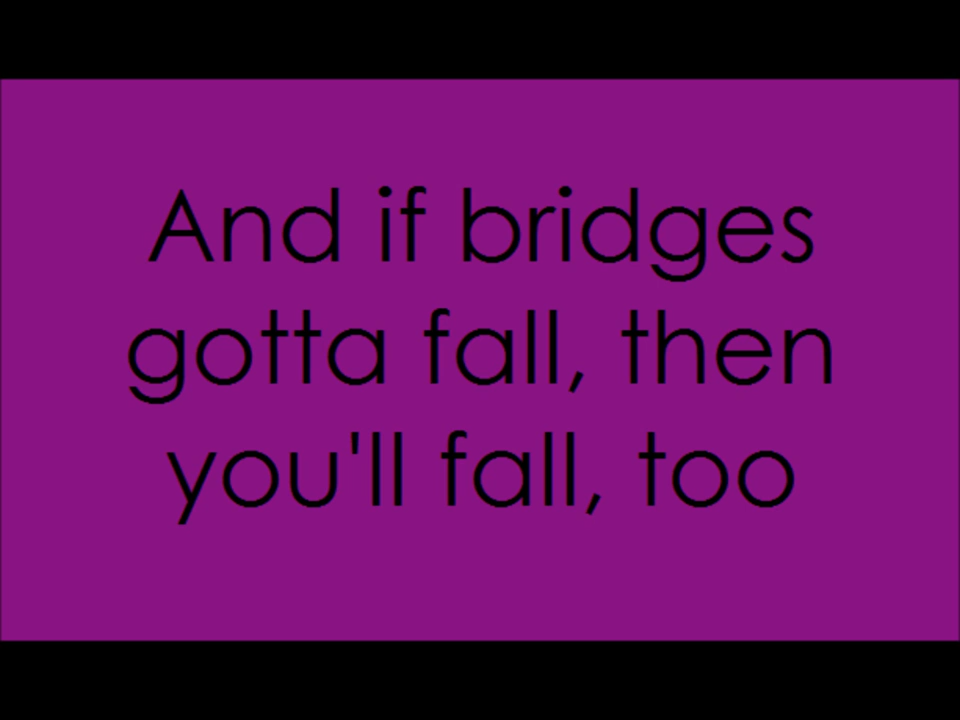 And if bridges
gotta fall, then
you'll fall, too